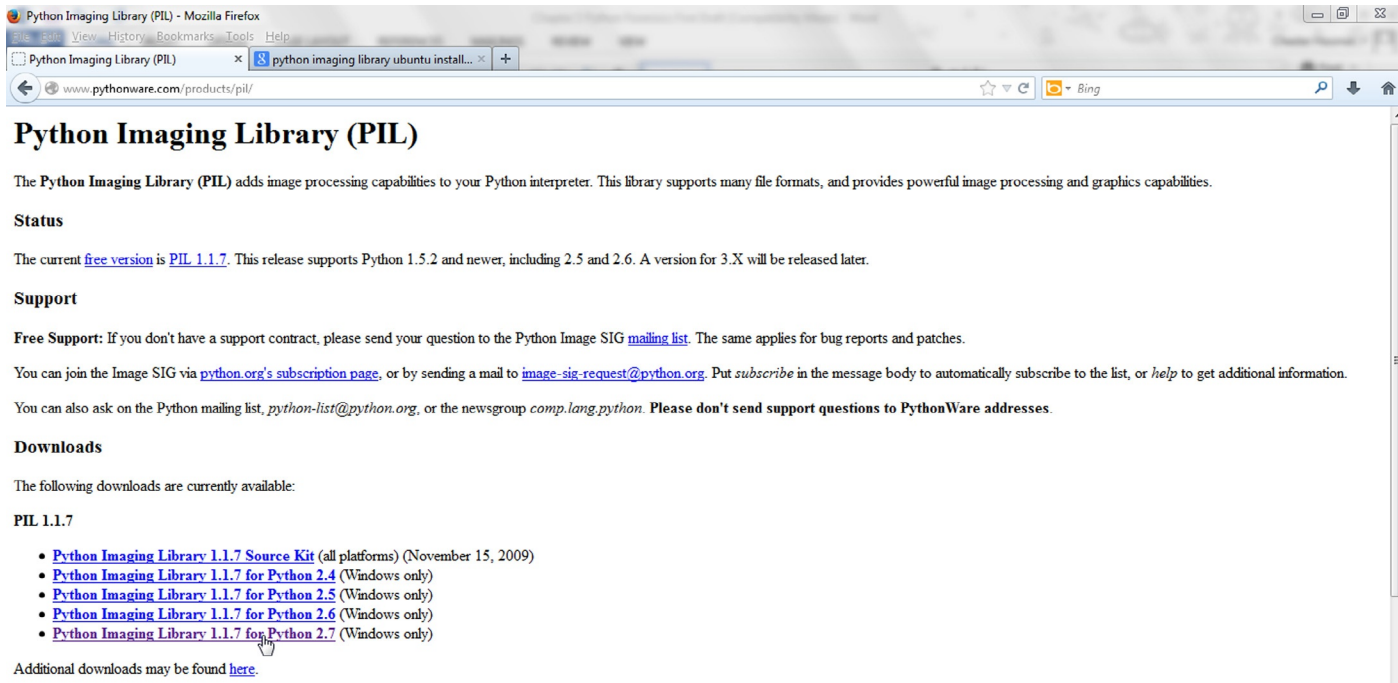 Python Imaging Library (PIL) - Mozilla Firefox
File Edit View History Bookmarks Tools Help
Python Imaging Library (PIL) × python imaging library ubuntu install... × +
www.pythonware.com/products/pil/ Bing
Python Imaging Library (PIL)
The Python Imaging Library (PIL) adds image processing capabilities to your Python interpreter. This library supports many file formats, and provides powerful image processing and graphics capabilities.
Status
The current free version is PIL 1.1.7. This release supports Python 1.5.2 and newer, including 2.5 and 2.6. A version for 3.X will be released later.
Support
Free Support: If you don't have a support contract, please send your question to the Python Image SIG mailing list. The same applies for bug reports and patches.
You can join the Image SIG via python.org's subscription page, or by sending a mail to image-sig-request@python.org. Put subscribe in the message body to automatically subscribe to the list, or help to get additional information.
You can also ask on the Python mailing list, python-list@python.org, or the newsgroup comp.lang.python. Please don't send support questions to PythonWare addresses.
Downloads
The following downloads are currently available:
PIL 1.1.7
• Python Imaging Library 1.1.7 Source Kit (all platforms) (November 15, 2009)
• Python Imaging Library 1.1.7 for Python 2.4 (Windows only)
• Python Imaging Library 1.1.7 for Python 2.5 (Windows only)
• Python Imaging Library 1.1.7 for Python 2.6 (Windows only)
• Python Imaging Library 1.1.7 for Python 2.7 (Windows only)
Additional downloads may be found here.